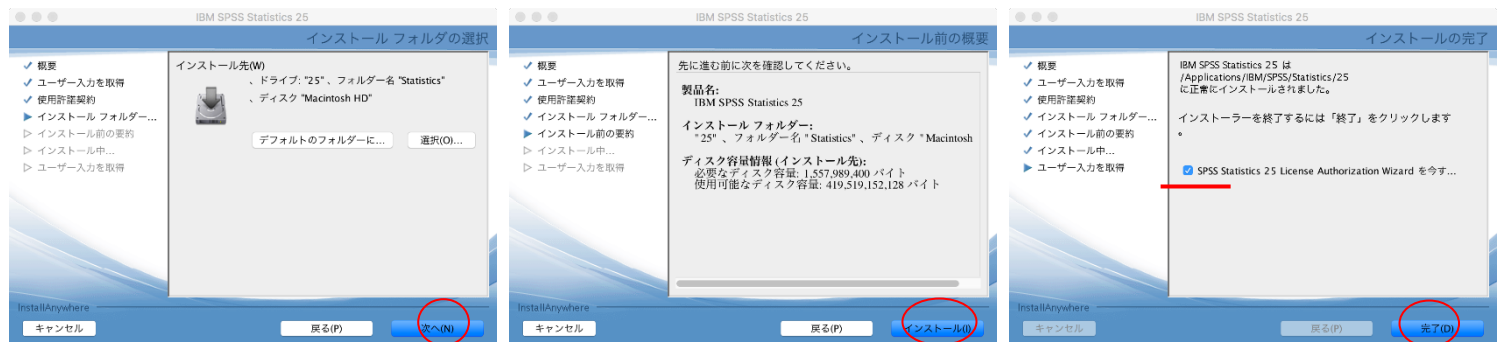 IBM SPSS Statistics 25
インストール フォルダの選択
概要
ユーザー入力を取得
使用許諾契約
インストール フォルダー...
インストール前の要約
インストール中...
ユーザー入力を取得
インストール先(W)
、ドライブ: "25" 、フォルダー名 "Statistics"
、ディスク "Macintosh HD"
デフォルトのフォルダーに...
選択(O)...
InstallAnywhere
キャンセル
戻る(P)
次へ(N)
IBM SPSS Statistics 25
インストール前の概要
概要
ユーザー入力を取得
使用許諾契約
インストール フォルダー...
インストール前の要約
インストール中...
ユーザー入力を取得
先に進む前に次を確認してください。
製品名:
IBM SPSS Statistics 25
インストール フォルダー:
"25" 、フォルダー名 "Statistics" 、ディスク "Macintosh
ディスク容量情報 (インストール先):
必要なディスク容量: 1,557,989,400 バイト
使用可能なディスク容量: 419,519,152,128 バイト
InstallAnywhere
キャンセル
戻る(P)
インストール(I)
IBM SPSS Statistics 25
インストールの完了
概要
ユーザー入力を取得
使用許諾契約
インストール フォルダー...
インストール前の要約
インストール中...
ユーザー入力を取得
IBM SPSS Statistics 25 は
/Applications/IBM/SPSS/Statistics/25
に正常にインストールされました。
インストーラーを終了するには「終了」をクリックします
。
SPSS Statistics 25 License Authorization Wizard を今す...
InstallAnywhere
キャンセル
戻る(P)
完了(D)